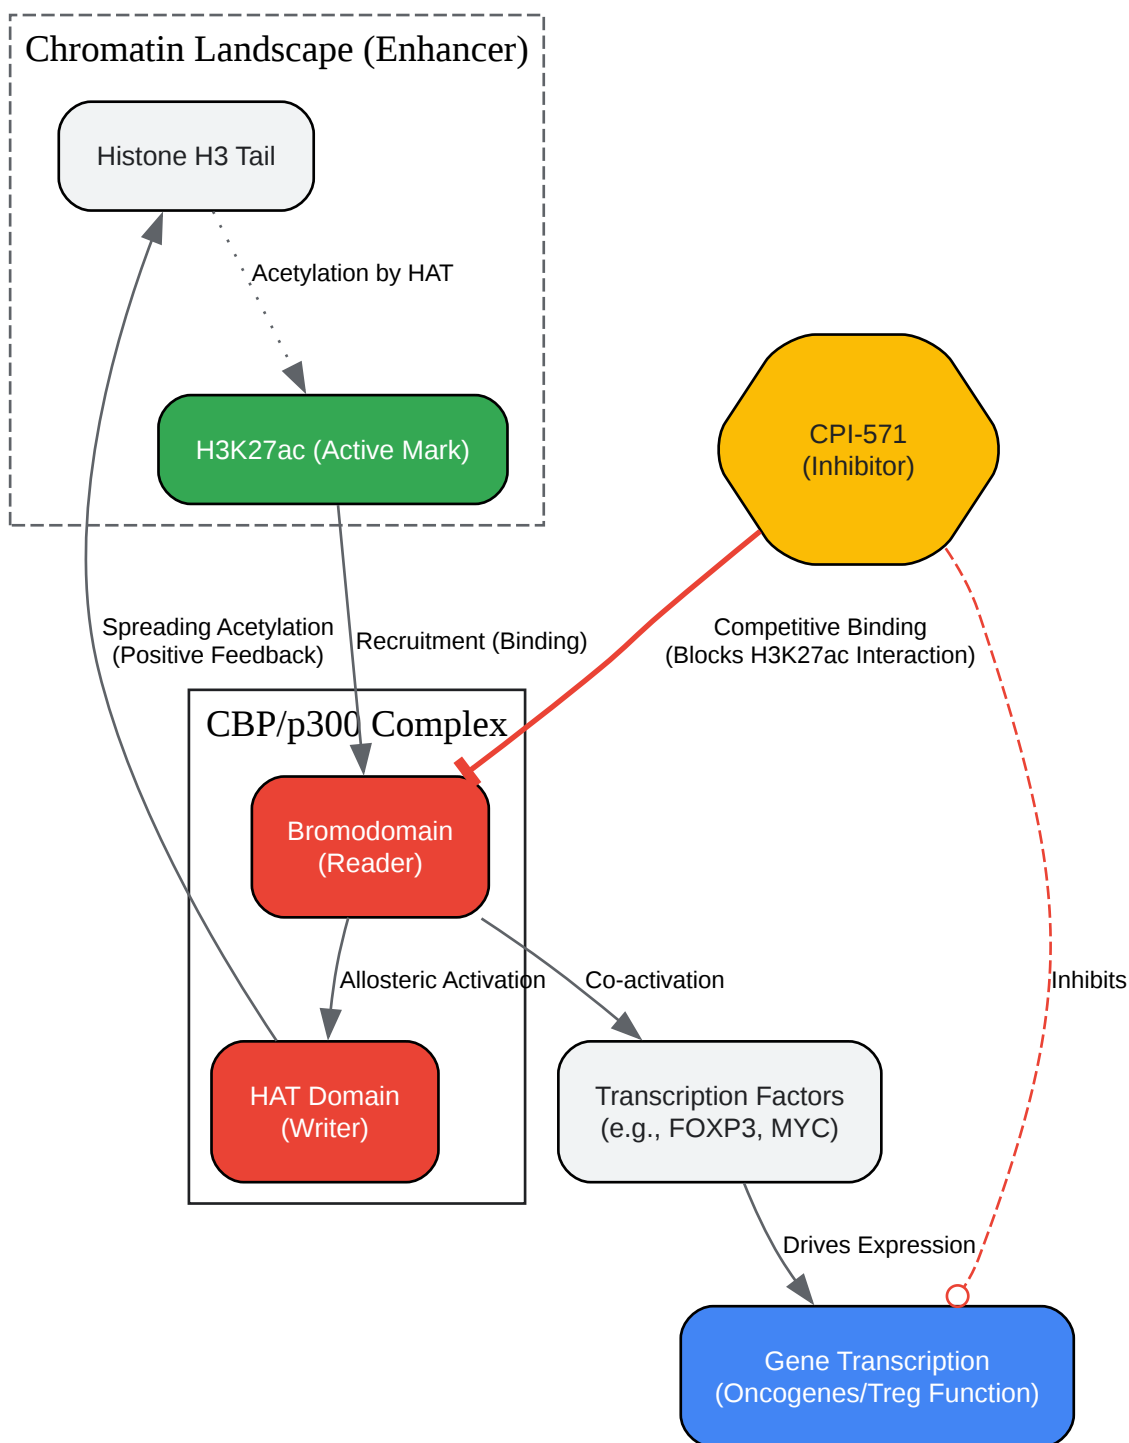 Chromatin Landscape (Enhancer)
Histone H3 Tail
Acetylation by HAT
H3K27ac (Active Mark)
CPI-571
(Inhibitor)
Spreading Acetylation
(Positive Feedback)
Recruitment (Binding)
Competitive Binding
(Blocks H3K27ac Interaction)
CBP/p300 Complex
Bromodomain
(Reader)
Allosteric Activation
Co-activation
Inhibits
HAT Domain
(Writer)
Transcription Factors
(e.g., FOXP3, MYC)
Drives Expression
Gene Transcription
(Oncogenes/Treg Function)